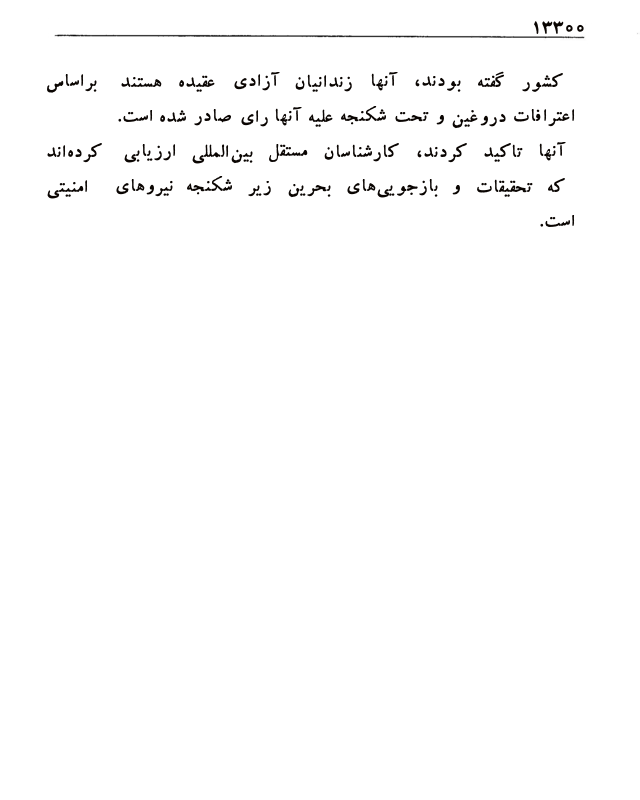 ۱۳۳۰۰
کشور گفته بودند، آنها زندانیان آزادی عقیده هستند براساس
اعترافات دروغین و تحت شکنجه علیه آنها رای صادر شده است.
آنها تاکید کردند، کارشناسان مستقل بین‌المللی ارزیابی کرده‌اند
که تحقیقات و بازجویی‌های بحرین زیر شکنجه نیروهای امنیتی
است.